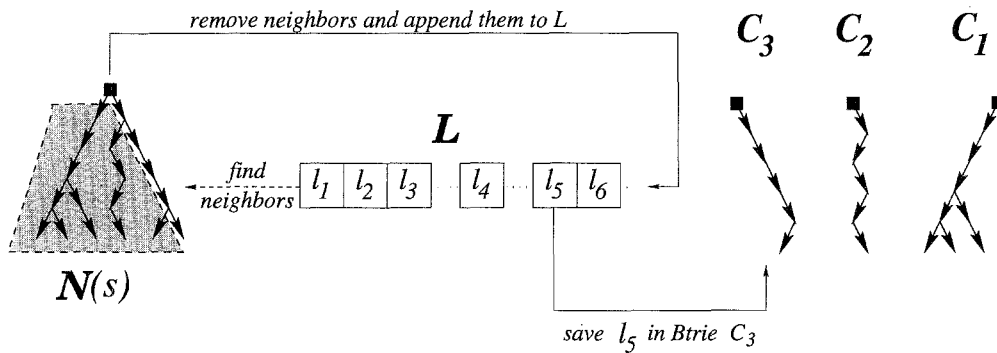 remove neighbors and append them to L
C3 C2 C1
L
find
neighbors
l1 l2 l3 l4 l5 l6
N(s)
save l5 in Btrie C3